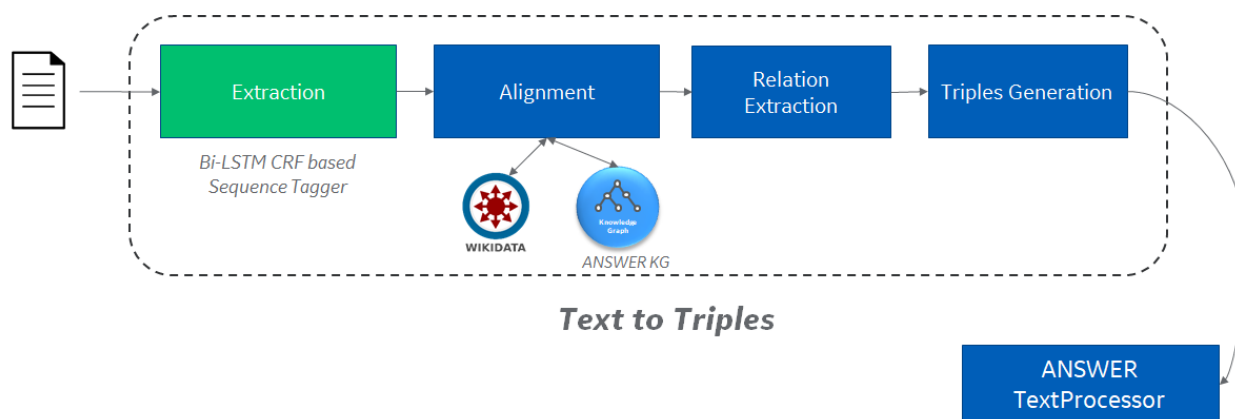 Extraction
Alignment
Relation
Extraction
Triples Generation
Bi-LSTM CRF based
Sequence Tagger
WIKIDATA
Knowledge
Graph
ANSWER KG
Text to Triples
ANSWER
TextProcessor